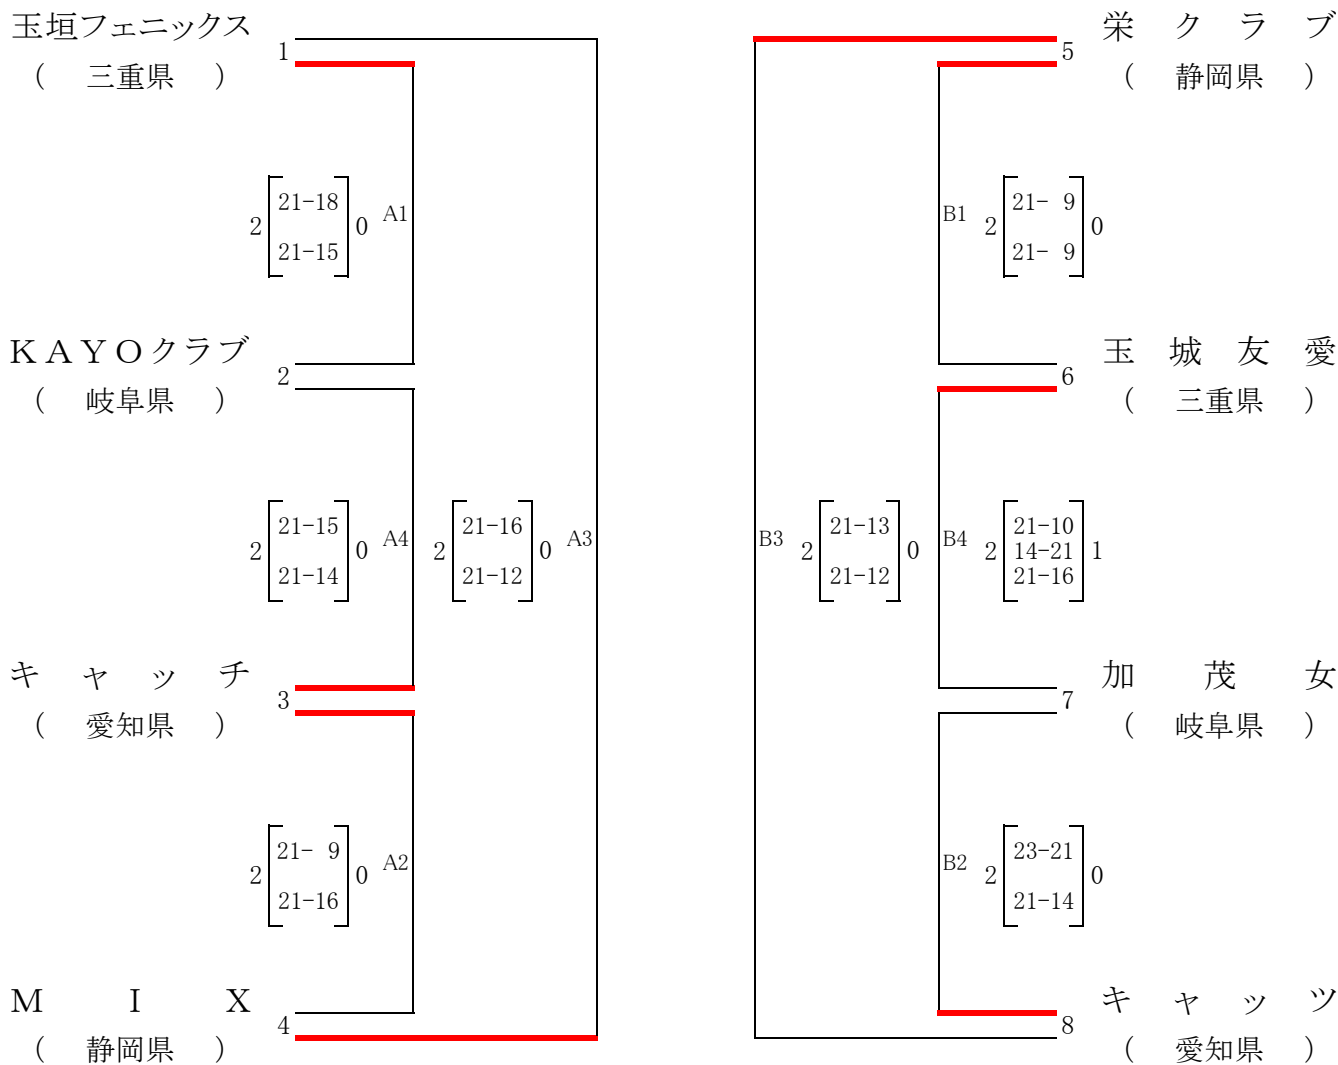 玉垣フェニックス
1
（ 三重県 ）
2 21-18 21-15 0 A1
KAYOクラブ
2
（ 岐阜県 ）
2 21-15 21-14 0 A4
2 21-16 21-12 0 A3
キャッチ
3
（ 愛知県 ）
2 21- 9 21-16 0 A2
MIX
4
（ 静岡県 ）
栄クラブ
5
（ 静岡県 ）
B1 2 21- 9 21- 9 0
玉城友愛
6
（ 三重県 ）
B3 2 21-13 21-12 0
B4 2 21-10 14-21 21-16 1
加茂女
7
（ 岐阜県 ）
B2 2 23-21 21-14 0
キャッツ
8
（ 愛知県 ）